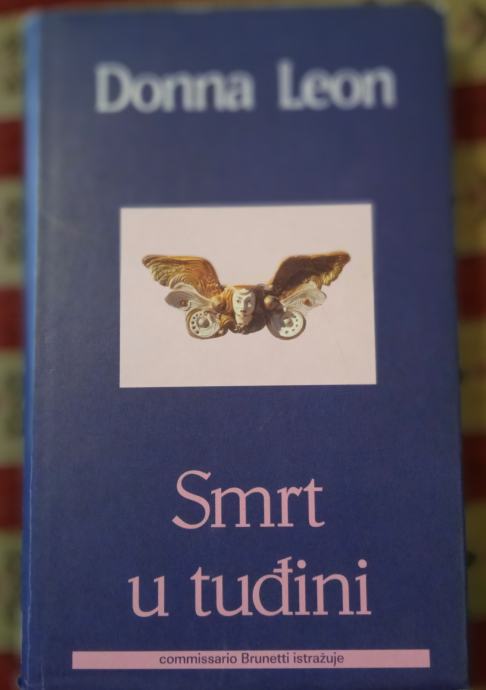 Donna Leon
Smrt
u tuđini
commissario Brunetti istražuje